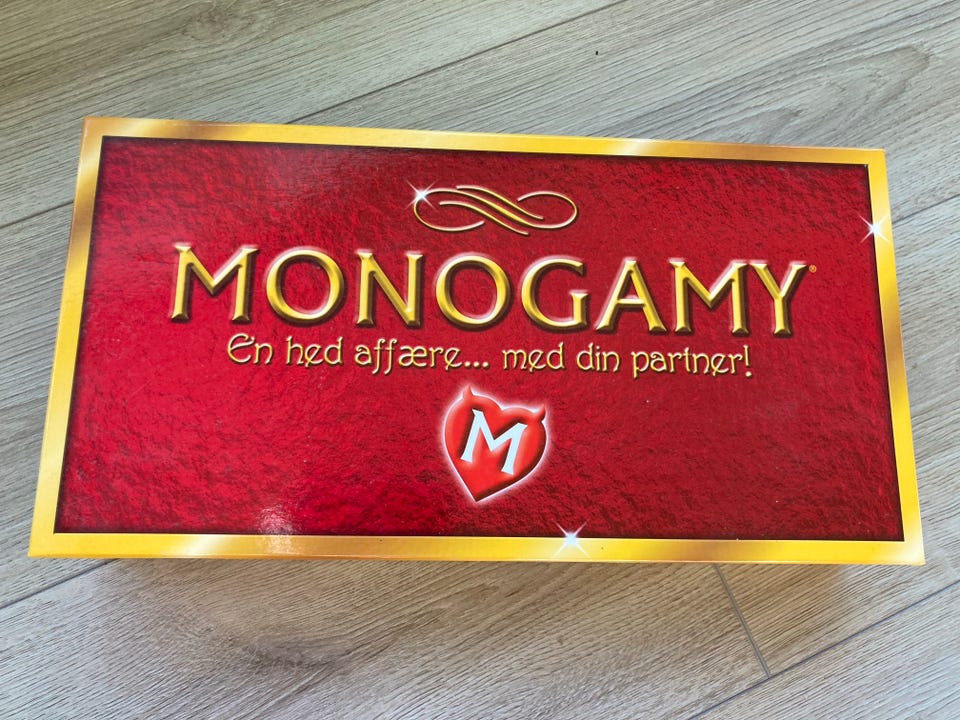 MONOGAMY®
En hed affære... med din partner!
M